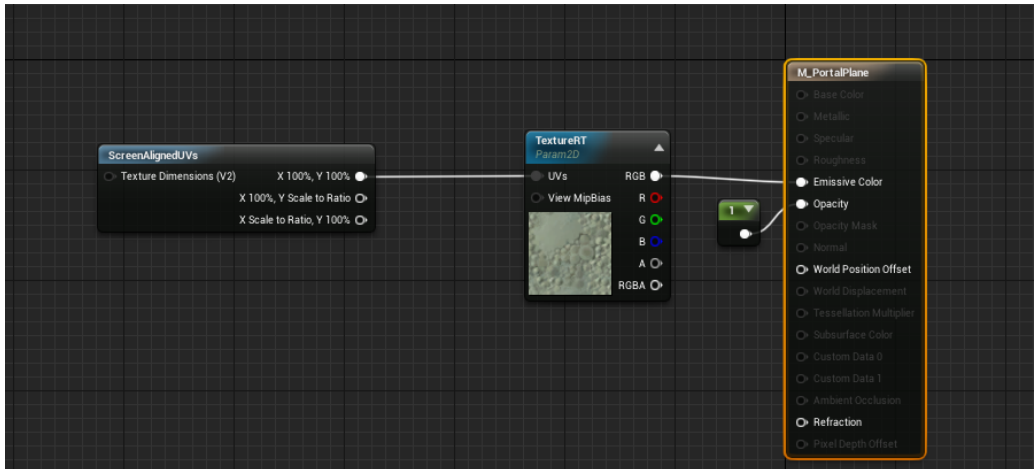 M_PortalPlane
Base Color
Metallic
Specular
Roughness
Emissive Color
Opacity
Opacity Mask
Normal
World Position Offset
World Displacement
Tessellation Multiplier
Subsurface Color
Custom Data 0
Custom Data 1
Ambient Occlusion
Refraction
Pixel Depth Offset
ScreenAlignedUVs
Texture Dimensions (V2) X 100%, Y 100%
X 100%, Y Scale to Ratio
X Scale to Ratio, Y 100%
TextureRT
Param2D
UVs RGB
View MipBias R
G
B
A
RGBA
1